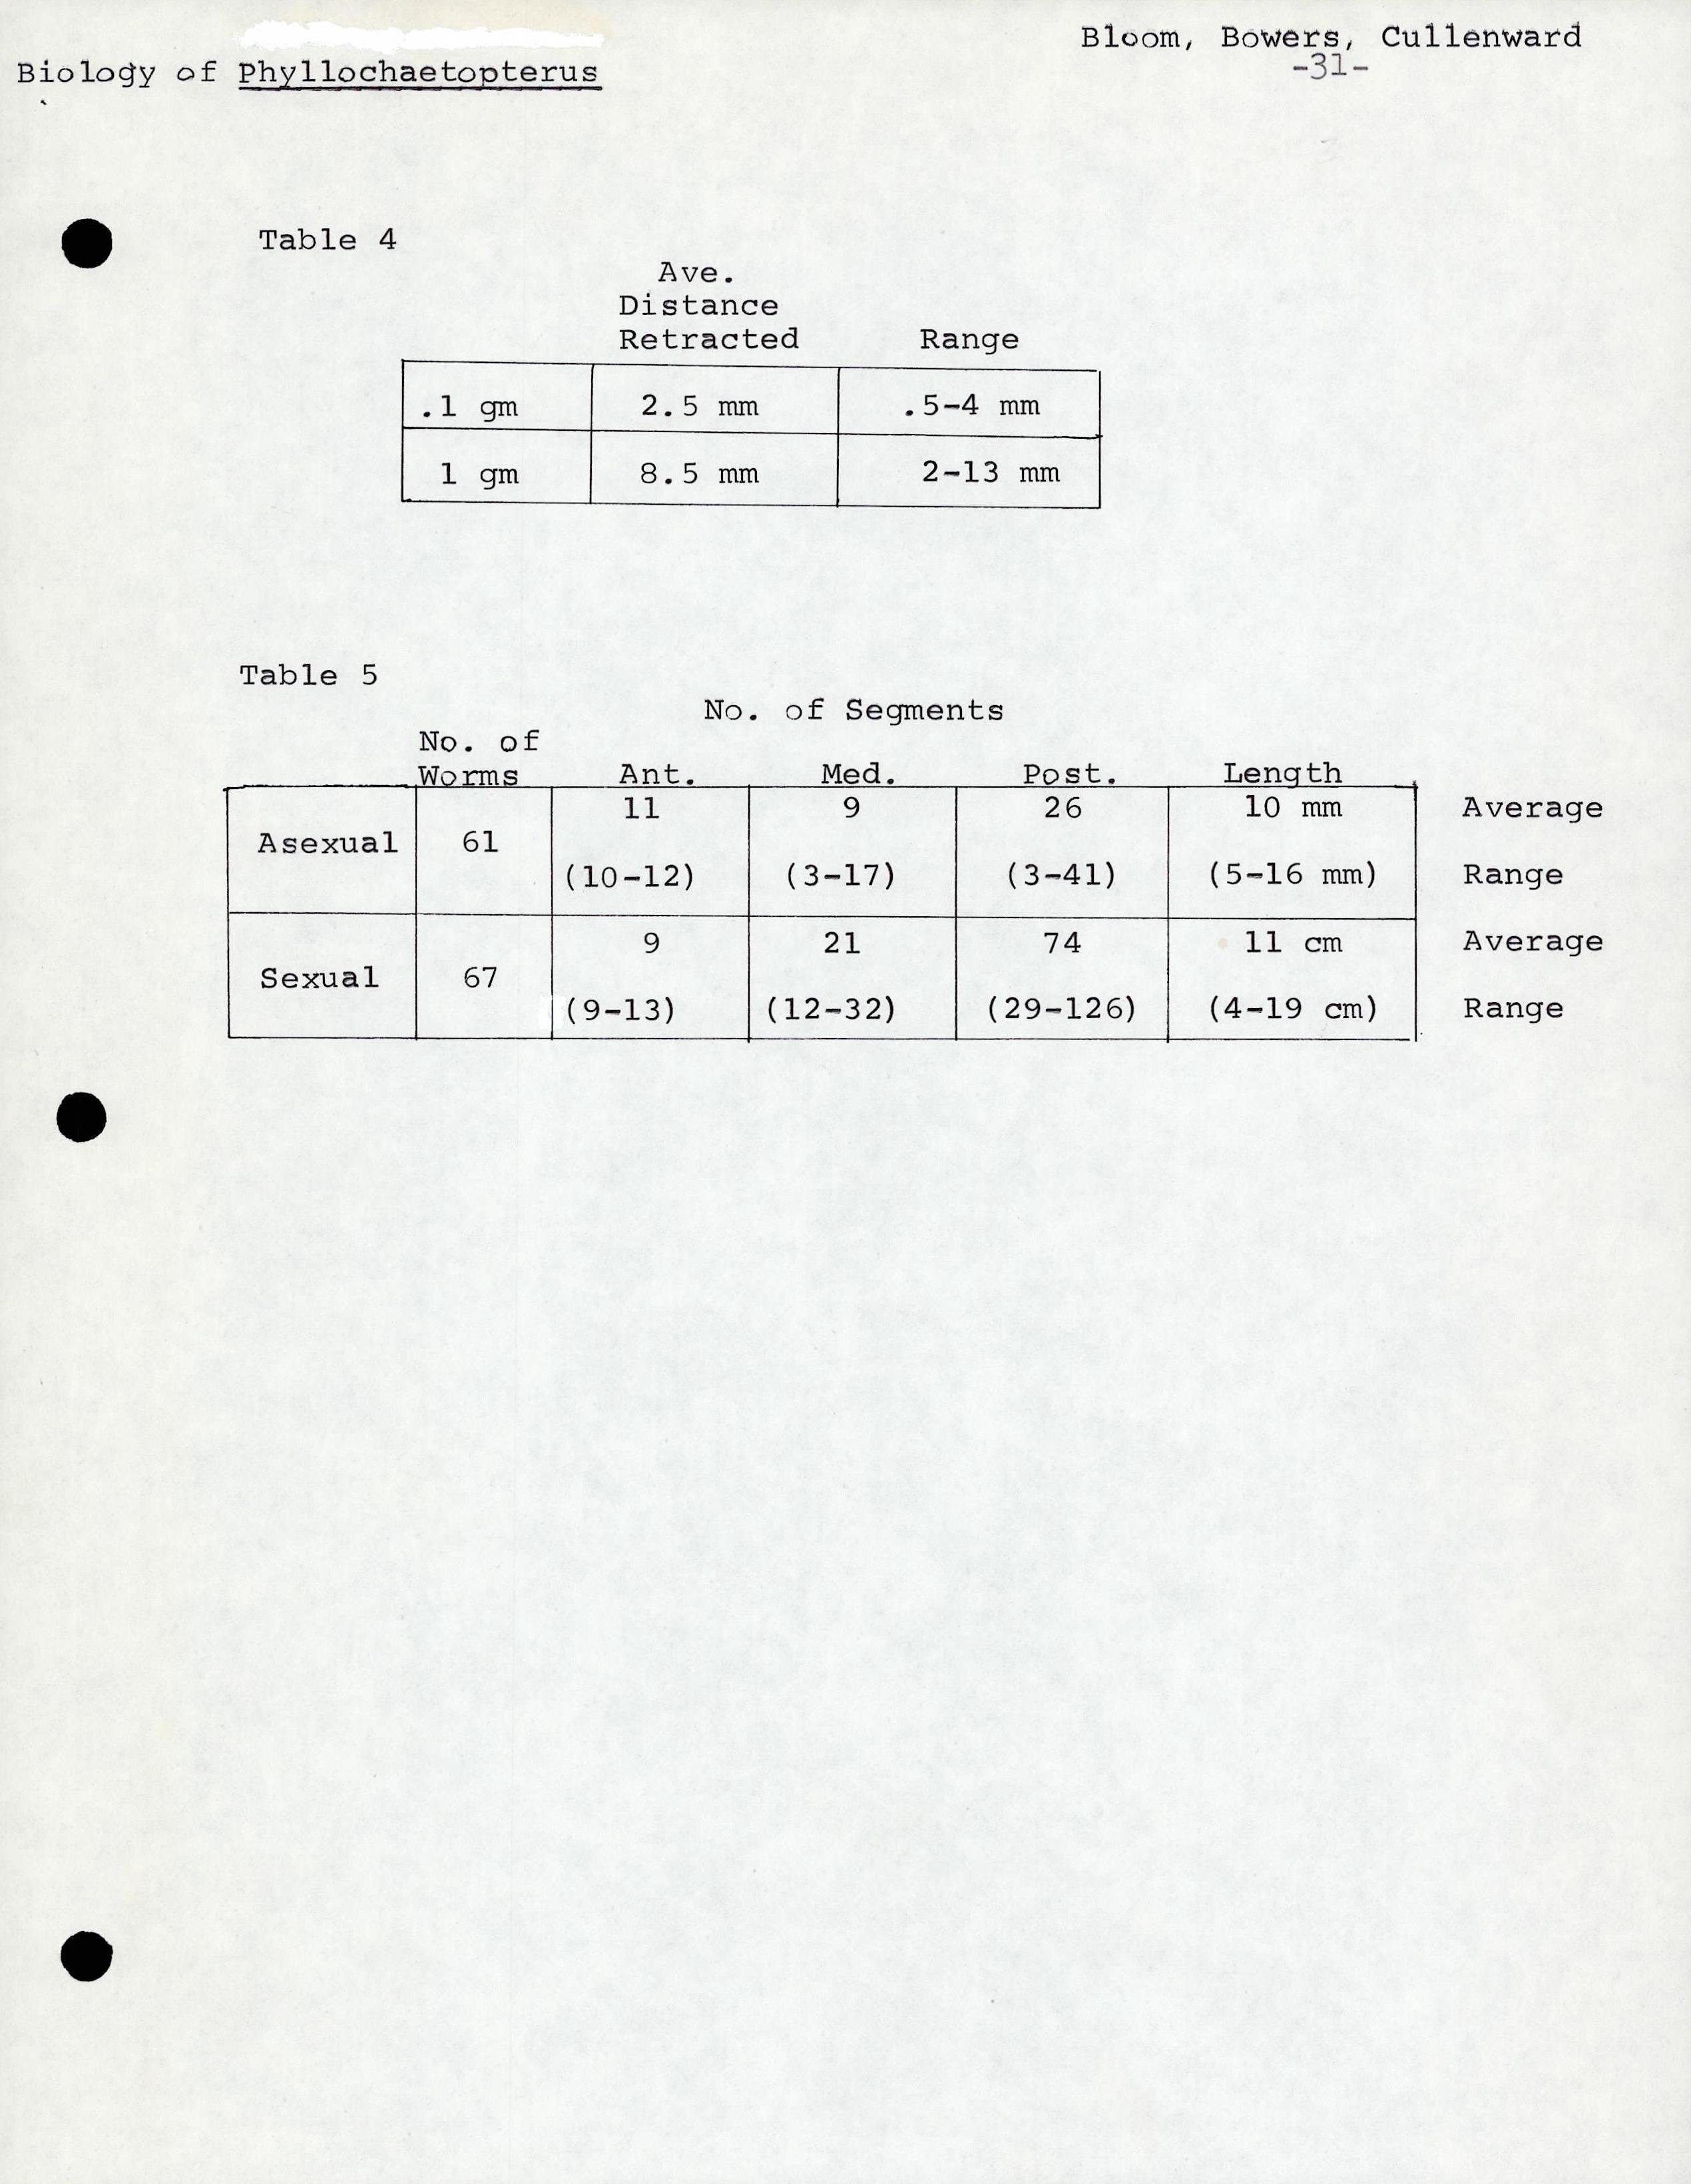 Bloom, Bowers, Cullenward
-31-
Biology of Phyllochaetopterus
Table 4
Ave.
Distance
Retracted Range
.1 gm 2.5 mm .5-4 mm
1 gm 8.5 mm 2-13 mm
Table 5
No. of Segments
No. of
Worms Ant. Med. Post. Length
11 9 26 10 mm Average
Asexual 61
(10-12) (3-17) (3-41) (5-16 mm) Range
9 21 74 11 cm Average
Sexual 67
(9-13) (12-32) (29-126) (4-19 cm) Range